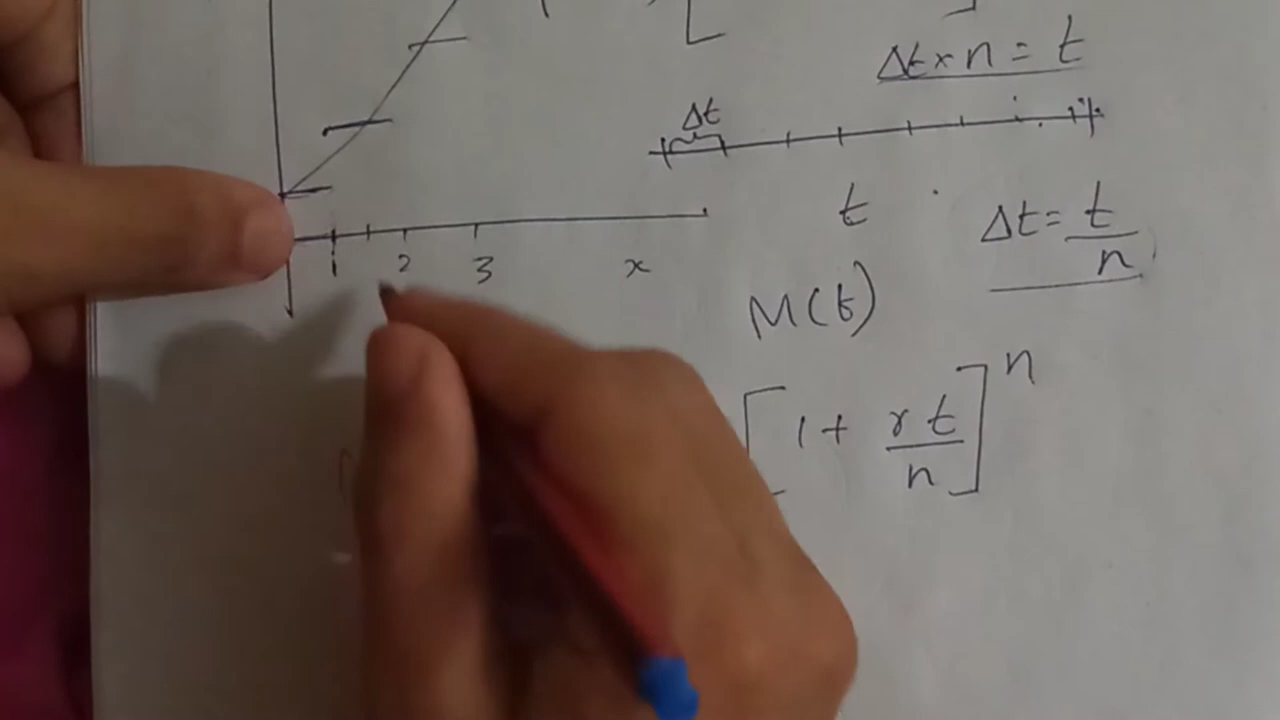 Δt×n = t
Δt
t
Δt = t/n
1 2 3 x
M(t)
[1 + rt/n]^n